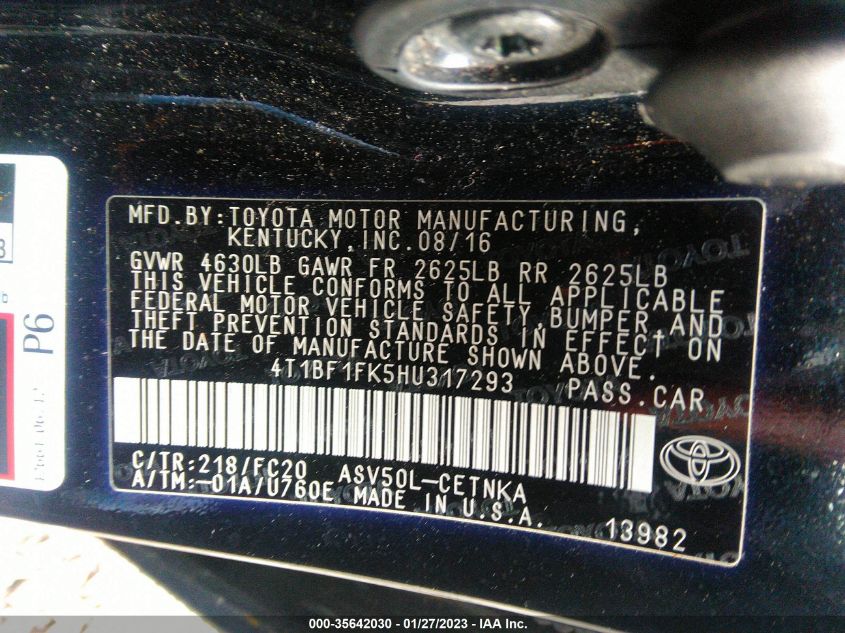 MFD.BY:TOYOTA MOTOR MANUFACTURING,
KENTUCKY,INC.08/16
GVWR 4630LB GAWR FR 2625LB RR 2625LB
THIS VEHICLE CONFORMS TO ALL APPLICABLE
FEDERAL MOTOR VEHICLE SAFETY,BUMPER,AND
THEFT PREVENTION STANDARDS IN EFFECT ON
THE DATE OF MANUFACTURE SHOWN ABOVE.
4T1BF1FK5HU317293
PASS.CAR
C/TR:218/FC20 ASV50L-CETNKA
A/TM:-01A/U760E MADE IN U.S.A.
13982
P6
000-35642030 - 01/27/2023 - IAA Inc.